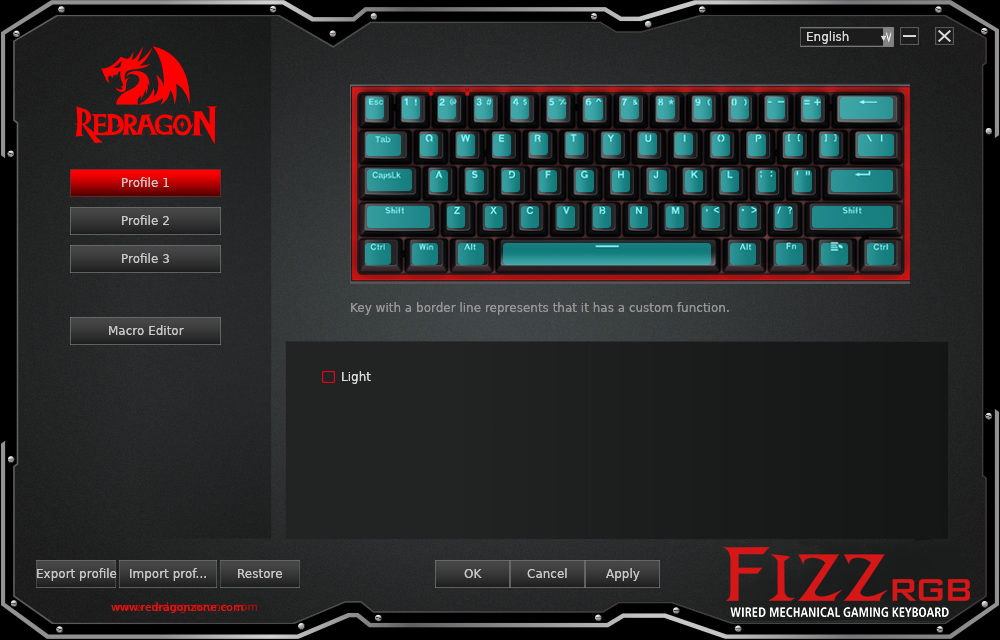 English
REDRAGON
Profile 1
Profile 2
Profile 3
Macro Editor
Esc 1 ! 2 @ 3 # 4 $ 5 % 6 ^ 7 & 8 * 9 ( 0 ) - = + ←
Tab Q W E R T Y U I O P [ { ] } \ |
CapsLk A S D F G H J K L ; : ' "
Shift Z X C V B N M , < . > / ? Shift
Ctrl Win Alt Alt Fn Ctrl
Key with a border line represents that it has a custom function.
Light
Export profile Import prof... Restore OK Cancel Apply
www.redragonzone.com
FIZZ RGB
WIRED MECHANICAL GAMING KEYBOARD